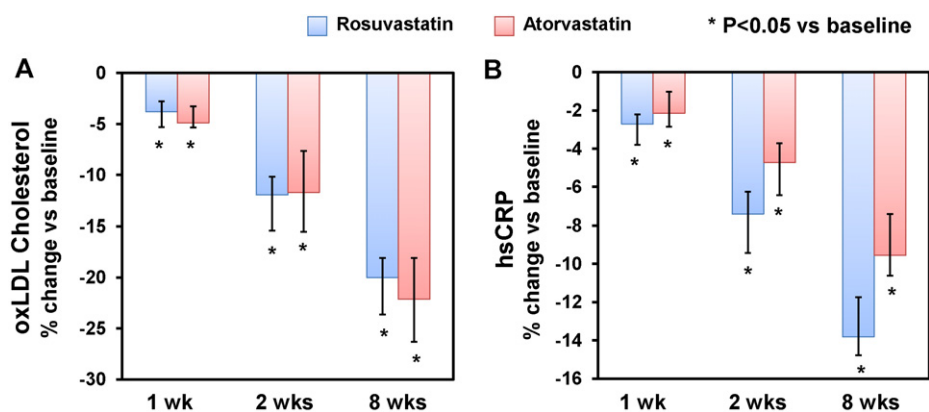 Rosuvastatin Atorvastatin * P<0.05 vs baseline
A
oxLDL Cholesterol
% change vs baseline
0
-5
-10
-15
-20
-25
-30
* * * * * *
1 wk 2 wks 8 wks
B
hsCRP
% change vs baseline
0
-2
-4
-6
-8
-10
-12
-14
-16
* * * * * *
1 wk 2 wks 8 wks